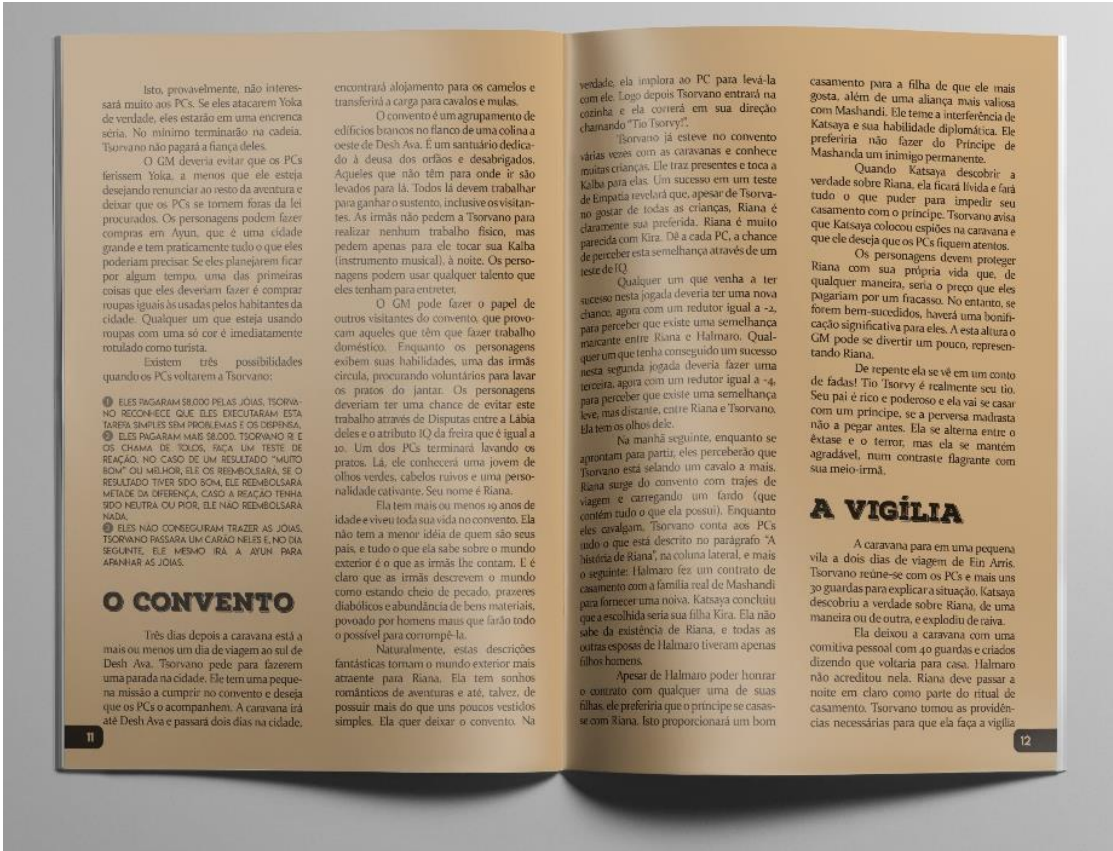 Isto, provavelmente, não interes-
sará muito aos PCs. Se eles atacarem Yoka
de verdade, eles estarão em uma encrenca
séria. No mínimo terminarão na cadeia.
Tsorvano não pagará a fiança deles.
O GM deveria evitar que os PCs
ferissem Yoka, a menos que ele esteja
desejando renunciar ao resto da aventura e
deixar que os PCs se tornem foras da lei
procurados. Os personagens podem fazer
compras em Ayun, que é uma cidade
grande e tem praticamente tudo o que eles
poderiam precisar. Se eles planejarem ficar
por algum tempo, uma das primeiras
coisas que eles deveriam fazer é comprar
roupas iguais às usadas pelos habitantes da
cidade. Qualquer um que esteja usando
roupas com uma só cor é imediatamente
rotulado como turista.
Existem três possibilidades
quando os PCs voltarem a Tsorvano:
1 ELES PAGARAM $8.000 PELAS JÓIAS, TSORVA-
NO RECONHECE QUE ELES EXECUTARAM ESTA
TAREFA SIMPLES SEM PROBLEMAS E OS DISPENSA.
2 ELES PAGARAM MAIS $8.000. TSORVANO RI E
OS CHAMA DE TOLOS, FAÇA UM TESTE DE
REAÇÃO. NO CASO DE UM RESULTADO "MUITO
BOM" OU MELHOR, ELE OS REEMBOLSARÁ, SE O
RESULTADO TIVER SIDO BOM, ELE REEMBOLSARÁ
METADE DA DIFERENÇA, CASO A REAÇÃO TENHA
SIDO NEUTRA OU PIOR, ELE NÃO REEMBOLSARÁ
NADA.
3 ELES NÃO CONSEGUIRAM TRAZER AS JÓIAS.
TSORVANO PASSARÁ UM CARÃO NELES E, NO DIA
SEGUINTE, ELE MESMO IRÁ A AYUN PARA
APANHAR AS JÓIAS.
O CONVENTO
Três dias depois a caravana está a
mais ou menos um dia de viagem ao sul de
Desh Ava. Tsorvano pede para fazerem
uma parada na cidade. Ele tem uma peque-
na missão a cumprir no convento e deseja
que os PCs o acompanhem. A caravana irá
até Desh Ava e passará dois dias na cidade,
11
encontrará alojamento para os camelos e
transferirá a carga para cavalos e mulas.
O convento é um agrupamento de
edifícios brancos no flanco de uma colina a
oeste de Desh Ava. É um santuário dedica-
do à deusa dos orfãos e desabrigados.
Aqueles que não têm para onde ir são
levados para lá. Todos lá devem trabalhar
para ganhar o sustento, inclusive os visitan-
tes. As irmãs não pedem a Tsorvano para
realizar nenhum trabalho físico, mas
pedem apenas para ele tocar sua Kalba
(instrumento musical), à noite. Os perso-
nagens podem usar qualquer talento que
eles tenham para entreter.
O GM pode fazer o papel de
outros visitantes do convento, que provo-
cam aqueles que têm que fazer trabalho
doméstico. Enquanto os personagens
exibem suas habilidades, uma das irmãs
circula, procurando voluntários para lavar
os pratos do jantar. Os personagens
deveriam ter uma chance de evitar este
trabalho através de Disputas entre a Lábia
deles e o atributo IQ da freira que é igual a
10. Um dos PCs terminará lavando os
pratos. Lá, ele conhecerá uma jovem de
olhos verdes, cabelos ruivos e uma perso-
nalidade cativante. Seu nome é Riana.
Ela tem mais ou menos 19 anos de
idade e viveu toda sua vida no convento. Ela
não tem a menor idéia de quem são seus
pais, e tudo o que ela sabe sobre o mundo
exterior é o que as irmãs lhe contam. E é
claro que as irmãs descrevem o mundo
como estando cheio de pecado, prazeres
diabólicos e abundância de bens materiais,
povoado por homens maus que farão todo
o possível para corrompê-la.
Naturalmente, estas descrições
fantásticas tornam o mundo exterior mais
atraente para Riana. Ela tem sonhos
românticos de aventuras e até, talvez, de
possuir mais do que uns poucos vestidos
simples. Ela quer deixar o convento. Na
verdade, ela implora ao PC para levá-la
com ele. Logo depois Tsorvano entrará na
cozinha e ela correrá em sua direção
chamando "Tio Tsorvy!".
Tsorvano já esteve no convento
várias vezes com as caravanas e conhece
muitas crianças. Ele traz presentes e toca a
Kalba para elas. Um sucesso em um teste
de Empatia revelará que, apesar de Tsorva-
no gostar de todas as crianças, Riana é
claramente sua preferida. Riana é muito
parecida com Kira. Dê a cada PC, a chance
de perceber esta semelhança através de um
teste de IQ.
Qualquer um que venha a ter
sucesso nesta jogada deveria ter uma nova
chance, agora com um redutor igual a -2,
para perceber que existe uma semelhança
marcante entre Riana e Halmaro. Qual-
quer um que tenha conseguido um sucesso
nesta segunda jogada deveria fazer uma
terceira, agora com um redutor igual a -4,
para perceber que existe uma semelhança
leve, mas distante, entre Riana e Tsorvano.
Ela tem os olhos dele.
Na manhã seguinte, enquanto se
aprontam para partir, eles perceberão que
Tsorvano está selando um cavalo a mais.
Riana surge do convento com trajes de
viagem e carregando um fardo (que
contém tudo o que ela possui). Enquanto
eles cavalgam, Tsorvano conta aos PCs
tudo o que está descrito no parágrafo "A
história de Riana", na coluna lateral, e mais
o seguinte: Halmaro fez um contrato de
casamento com a família real de Mashandi
para fornecer uma noiva. Katsaya concluiu
que a escolhida seria sua filha Kira. Ela não
sabe da existência de Riana, e todas as
outras esposas de Halmaro tiveram apenas
filhos homens.
Apesar de Halmaro poder honrar
o contrato com qualquer uma de suas
filhas, ele preferiria que o príncipe se casas-
se com Riana. Isto proporcionará um bom
casamento para a filha de que ele mais
gosta, além de uma aliança mais valiosa
com Mashandi. Ele teme a interferência de
Katsaya e sua habilidade diplomática. Ele
preferiria não fazer do Príncipe de
Mashanda um inimigo permanente.
Quando Katsaya descobrir a
verdade sobre Riana, ela ficará lívida e fará
tudo o que puder para impedir seu
casamento com o príncipe. Tsorvano avisa
que Katsaya colocou espiões na caravana e
que ele deseja que os PCs fiquem atentos.
Os personagens devem proteger
Riana com sua própria vida que, de
qualquer maneira, seria o preço que eles
pagariam por um fracasso. No entanto, se
forem bem-sucedidos, haverá uma bonifi-
cação significativa para eles. A esta altura o
GM pode se divertir um pouco, represen-
tando Riana.
De repente ela se vê em um conto
de fadas! Tio Tsorvy é realmente seu tio.
Seu pai é rico e poderoso e ela vai se casar
com um príncipe, se a perversa madrasta
não a pegar antes. Ela se alterna entre o
êxtase e o terror, mas ela se mantém
agradável, num contraste flagrante com
sua meio-irmã.
A VIGÍLIA
A caravana para em uma pequena
vila a dois dias de viagem de Ein Arris.
Tsorvano reúne-se com os PCs e mais uns
30 guardas para explicar a situação. Katsaya
descobriu a verdade sobre Riana, de uma
maneira ou de outra, e explodiu de raiva.
Ela deixou a caravana com uma
comitiva pessoal com 40 guardas e criados
dizendo que voltaria para casa. Halmaro
não acreditou nela. Riana deve passar a
noite em claro como parte do ritual de
casamento. Tsorvano tomou as providên-
cias necessárias para que ela faça a vigília
12